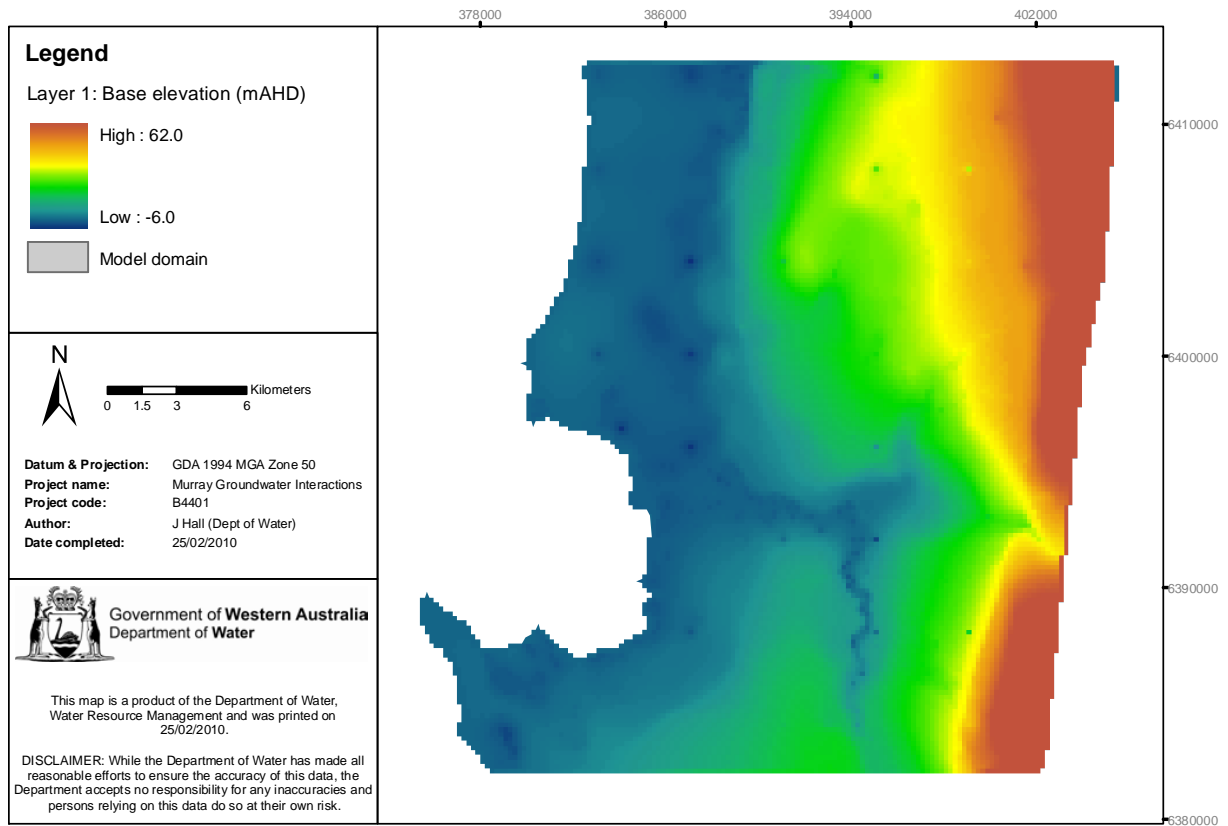 378000 386000 394000 402000
Legend
Layer 1: Base elevation (mAHD)
High : 62.0
Low : -6.0
Model domain
N
Kilometers
0 1.5 3 6
Datum & Projection: GDA 1994 MGA Zone 50
Project name: Murray Groundwater Interactions
Project code: B4401
Author: J Hall (Dept of Water)
Date completed: 25/02/2010
Government of Western Australia
Department of Water
This map is a product of the Department of Water,
Water Resource Management and was printed on
25/02/2010.
DISCLAIMER: While the Department of Water has made all
reasonable efforts to ensure the accuracy of this data, the
Department accepts no responsibility for any inaccuracies and
persons relying on this data do so at their own risk.
6410000
6400000
6390000
6380000